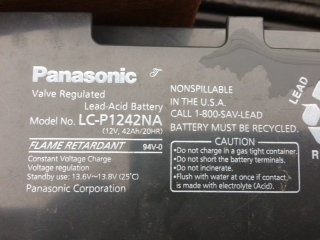 Panasonic
Valve Regulated
Lead-Acid Battery
Model No. LC-P1242NA
(12V, 42Ah/20HR)
FLAME RETARDANT 94V-0
Constant Voltage Charge
Voltage regulation
Standby use: 13.6V~13.8V (25℃)
Panasonic Corporation
NONSPILLABLE
IN THE U.S.A.
CALL 1-800-SAV-LEAD
BATTERY MUST BE RECYCLED.
CAUTION
•Do not charge in a gas tight container.
•Do not short the battery terminals.
•Do not incinerate.
•Flush with water at once if contact
is made with electrolyte (Acid).
LEAD
R